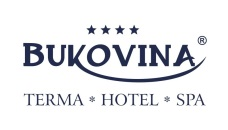 ★★★★
BUKOVINA®
TERMA * HOTEL * SPA